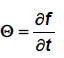 Θ = ∂f/∂t